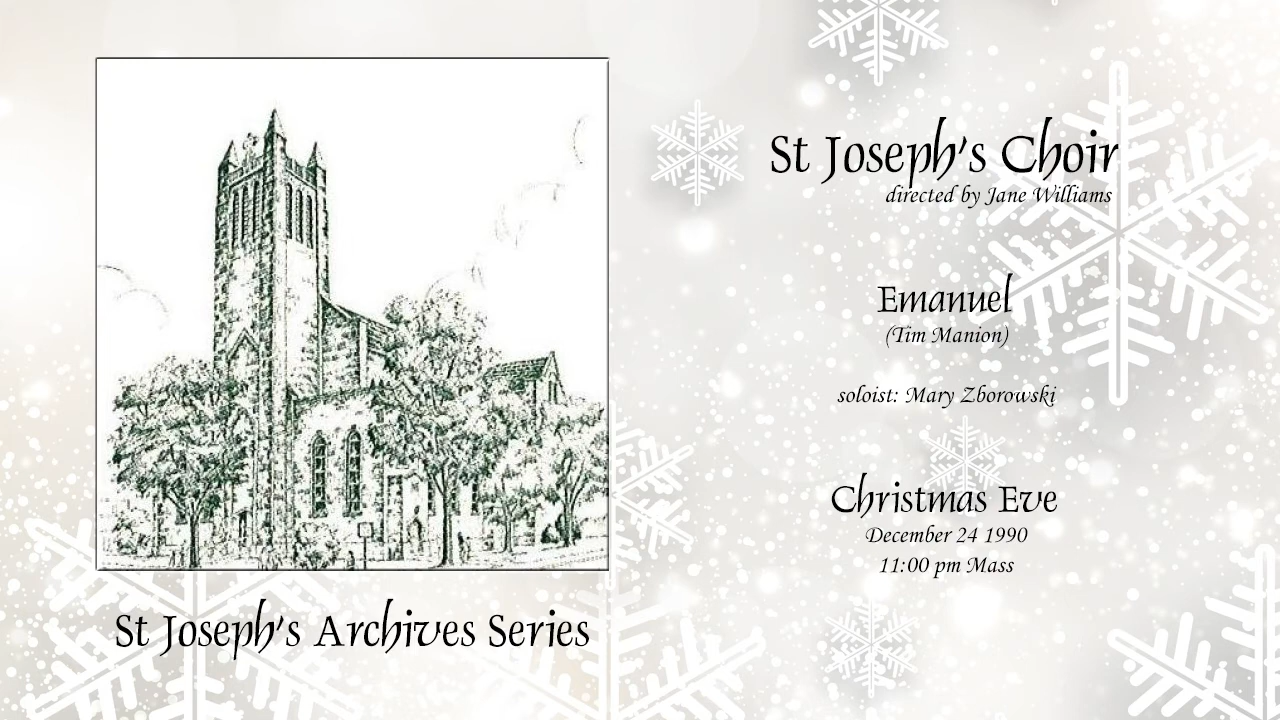 St Joseph's Choir
directed by Jane Williams
Emanuel
(Tim Manion)
soloist: Mary Zborowski
Christmas Eve
December 24 1990
11:00 pm Mass
St Joseph's Archives Series